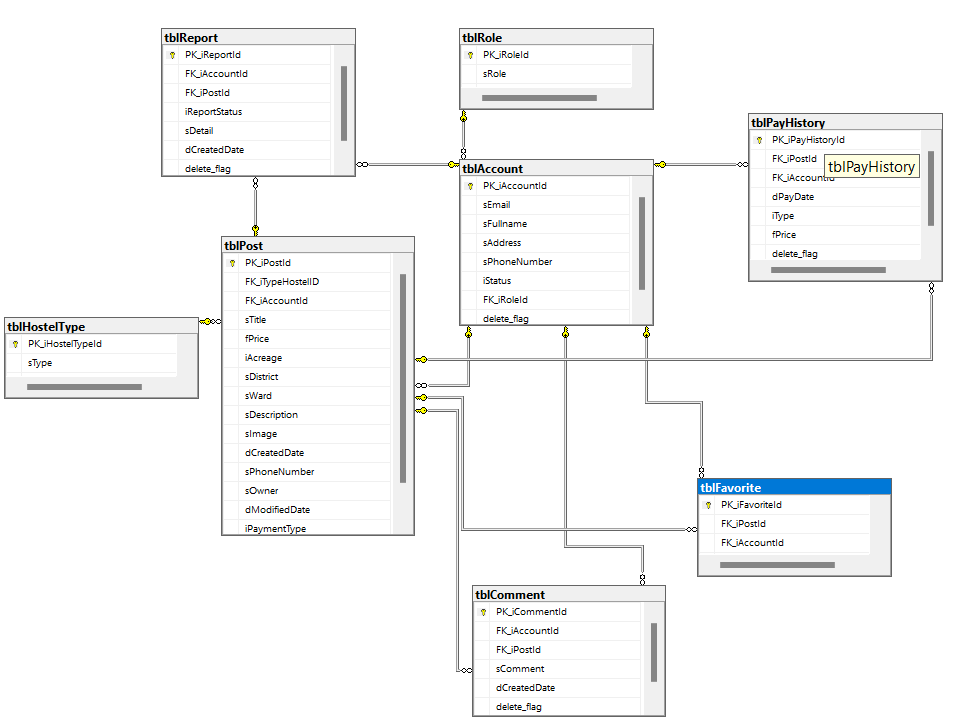 tblReport
PK_iReportId
FK_iAccountId
FK_iPostId
iReportStatus
sDetail
dCreatedDate
delete_flag
tblRole
PK_iRoleId
sRole
tblPayHistory
PK_iPayHistoryId
FK_iPostId
FK_iAccountId
dPayDate
iType
fPrice
delete_flag
tblPayHistory
tblAccount
PK_iAccountId
sEmail
sFullname
sAddress
sPhoneNumber
iStatus
FK_iRoleId
delete_flag
tblPost
PK_iPostId
FK_iTypeHostelID
FK_iAccountId
sTitle
fPrice
iAcreage
sDistrict
sWard
sDescription
sImage
dCreatedDate
sPhoneNumber
sOwner
dModifiedDate
iPaymentType
tblHostelType
PK_iHostelTypeId
sType
tblFavorite
PK_iFavoriteId
FK_iPostId
FK_iAccountId
tblComment
PK_iCommentId
FK_iAccountId
FK_iPostId
sComment
dCreatedDate
delete_flag